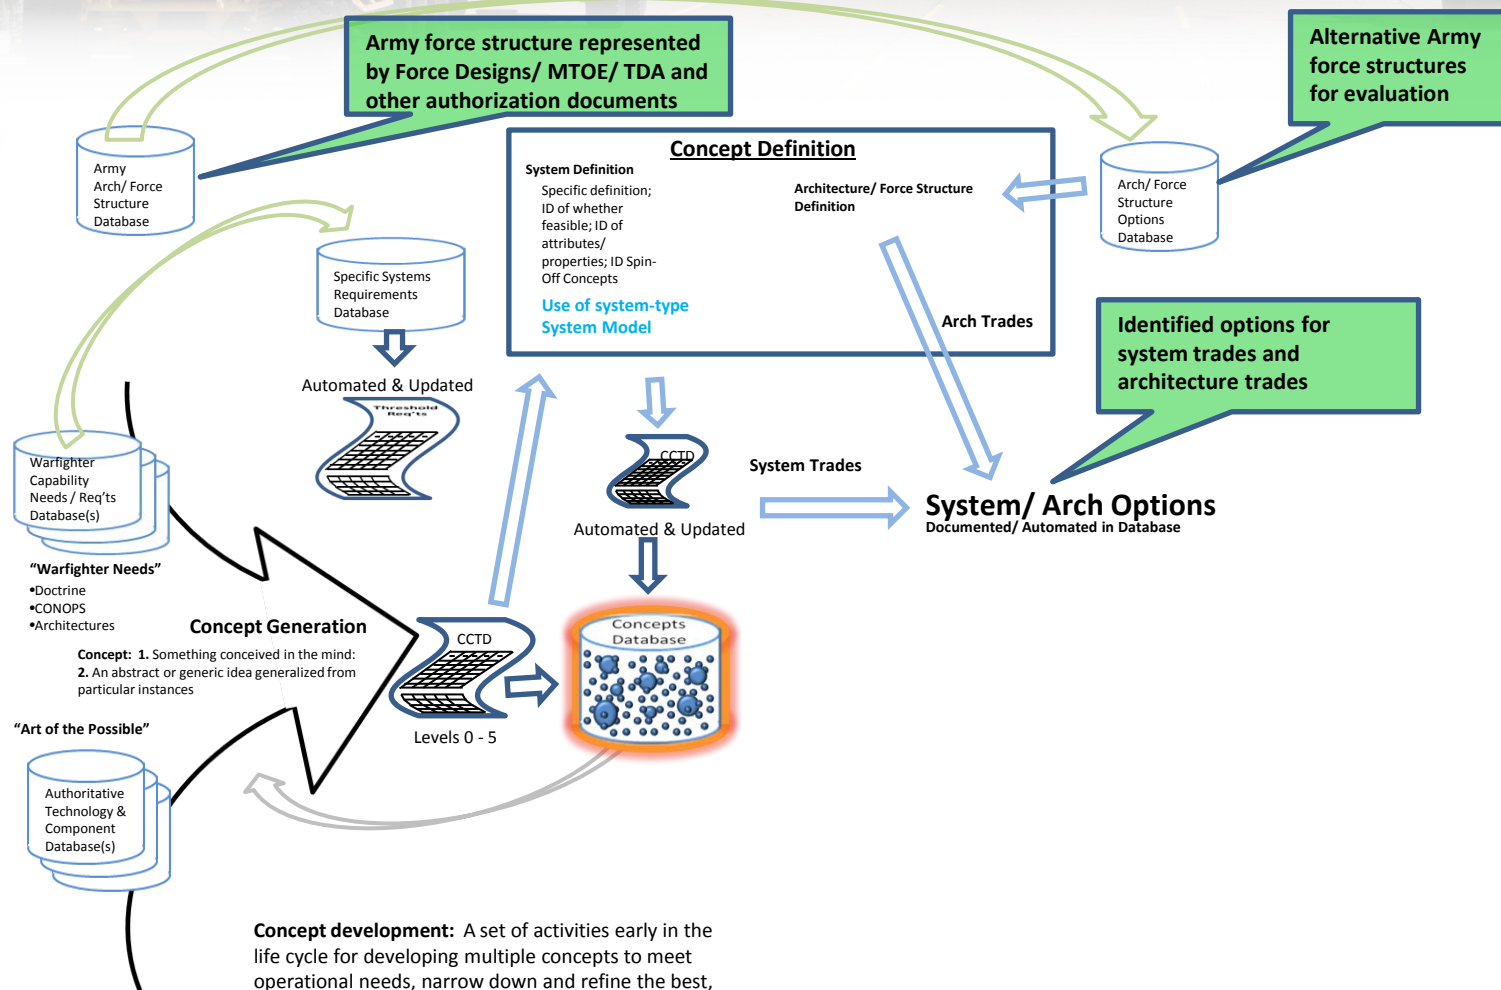 Army force structure represented
by Force Designs/ MTOE/ TDA and
other authorization documents
Alternative Army
force structures
for evaluation
Army
Arch/ Force
Structure
Database
Concept Definition
System Definition
Specific definition;
ID of whether
feasible; ID of
attributes/
properties; ID Spin-
Off Concepts
Use of system-type
System Model
Architecture/ Force Structure
Definition
Arch Trades
Arch/ Force
Structure
Options
Database
Specific Systems
Requirements
Database
Automated & Updated
Threshold
Req'ts
Identified options for
system trades and
architecture trades
Warfighter
Capability
Needs / Req’ts
Database(s)
“Warfighter Needs”
•Doctrine
•CONOPS
•Architectures
CCTD
Automated & Updated
System Trades
System/ Arch Options
Documented/ Automated in Database
Concept Generation
Concept: 1. Something conceived in the mind:
2. An abstract or generic idea generalized from
particular instances
CCTD
Levels 0 - 5
Concepts
Database
“Art of the Possible”
Authoritative
Technology &
Component
Database(s)
Concept development: A set of activities early in the
life cycle for developing multiple concepts to meet
operational needs, narrow down and refine the best,